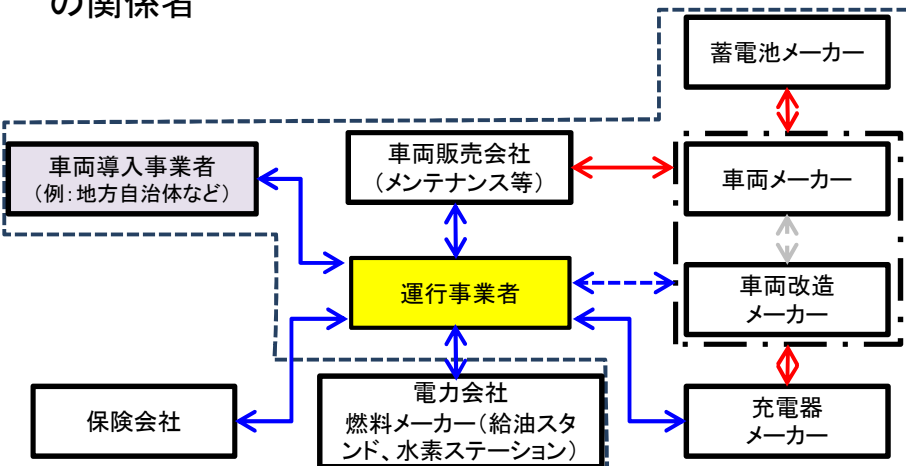 の関係者
蓄電池メーカー
車両導入事業者
（例：地方自治体など）
車両販売会社
（メンテナンス等）
車両メーカー
運行事業者
車両改造
メーカー
保険会社
電力会社
燃料メーカー（給油スタ
ンド、水素ステーション）
充電器
メーカー